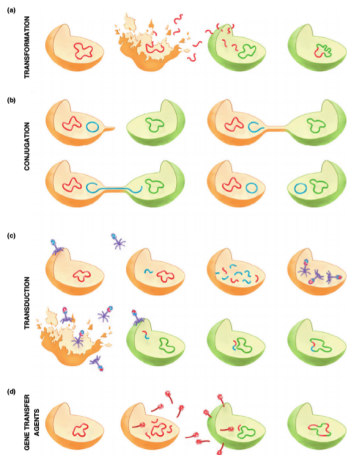 (a)
TRANSFORMATION
(b)
CONJUGATION
(c)
TRANSDUCTION
(d)
GENE TRANSFER
AGENTS